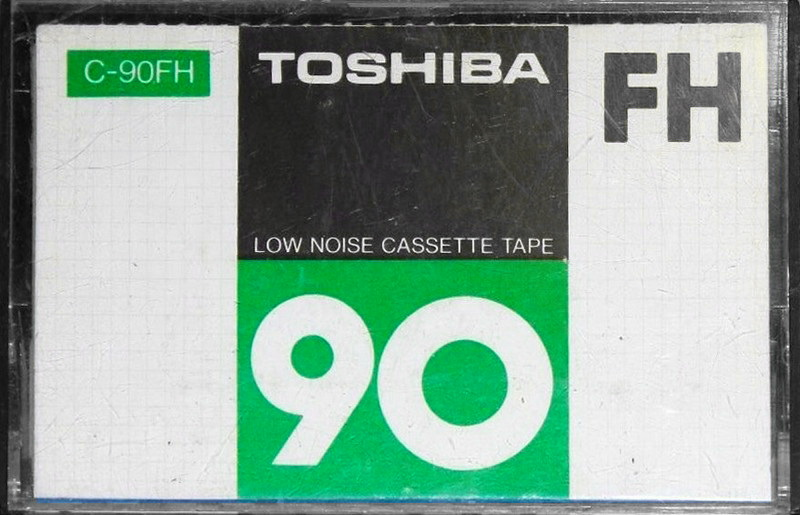 C-90FH
TOSHIBA
FH
LOW NOISE CASSETTE TAPE
90